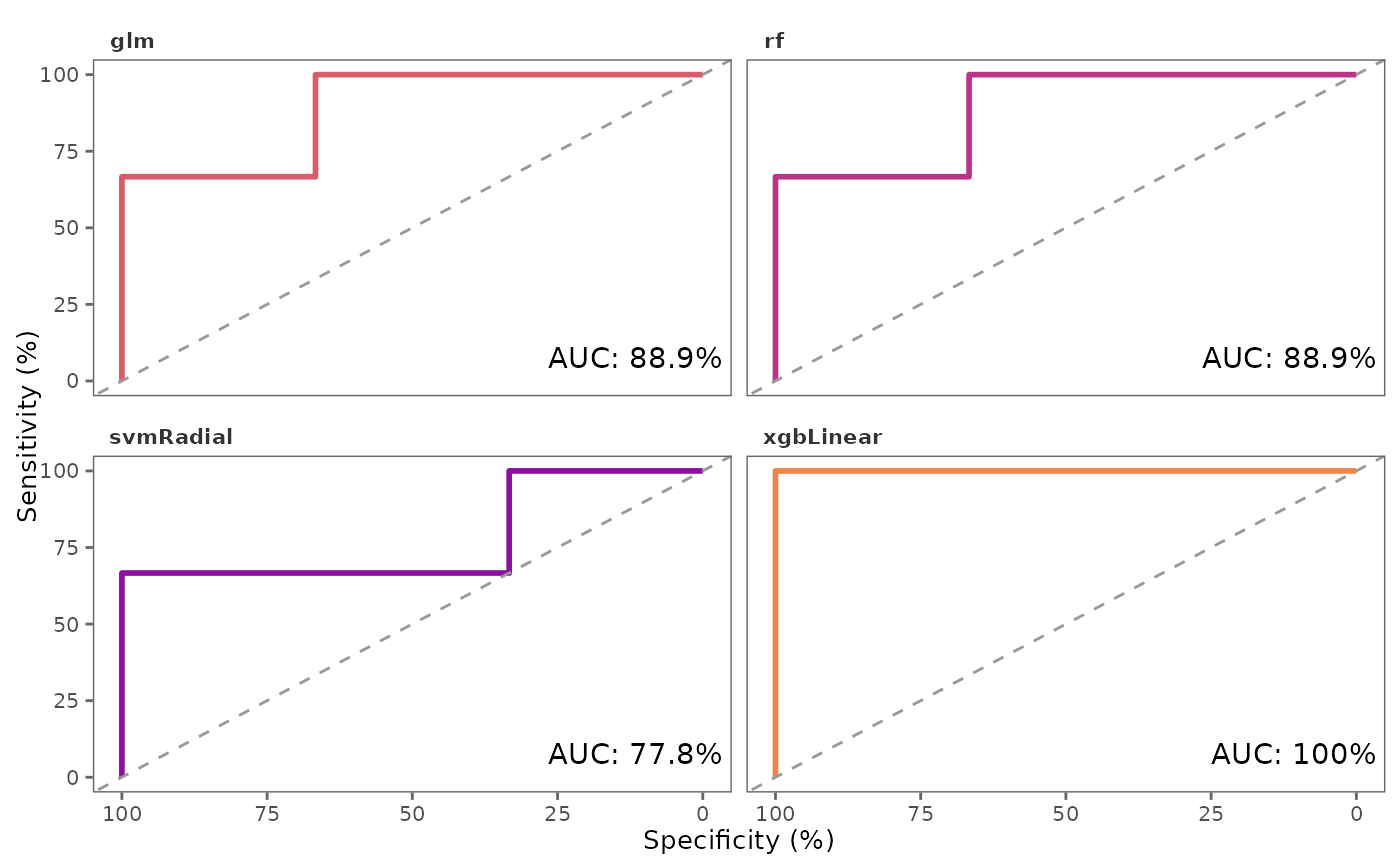 glm
rf
100
75
50
25
0
AUC: 88.9%
AUC: 88.9%
Sensitivity (%)
svmRadial
xgbLinear
100
75
50
25
0
AUC: 77.8%
AUC: 100%
100 75 50 25 0 100 75 50 25 0
Specificity (%)